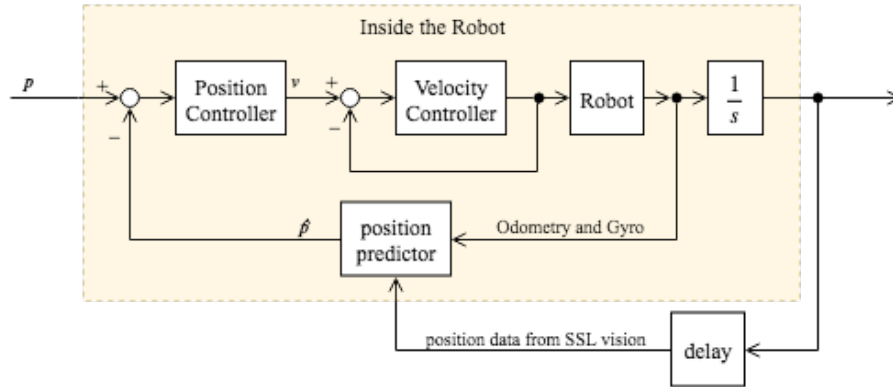 Inside the Robot
p
+
−
Position
Controller
v
+
−
Velocity
Controller
Robot
1
s
p̂
position
predictor
Odometry and Gyro
position data from SSL vision
delay